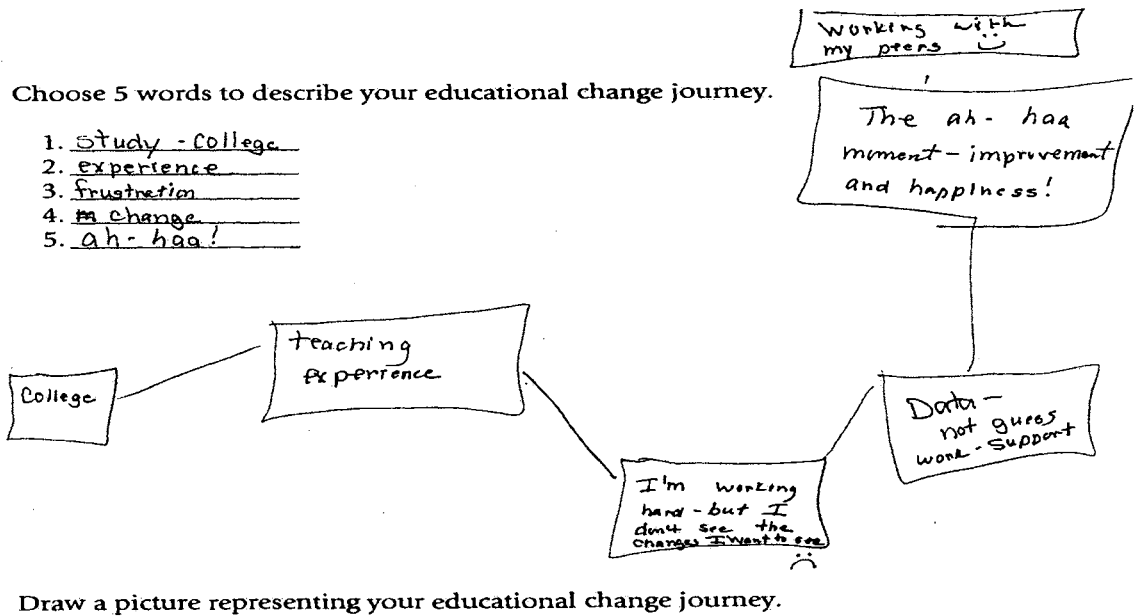 Working with
my peers
Choose 5 words to describe your educational change journey.
1. study - college
2. experience
3. frustration
4. change
5. ah - haa!
The ah - haa
moment - improvement
and happiness!
College
teaching
experience
I'm working
hard - but I
don't see the
changes I want to see
Data -
not guess
work - support
Draw a picture representing your educational change journey.